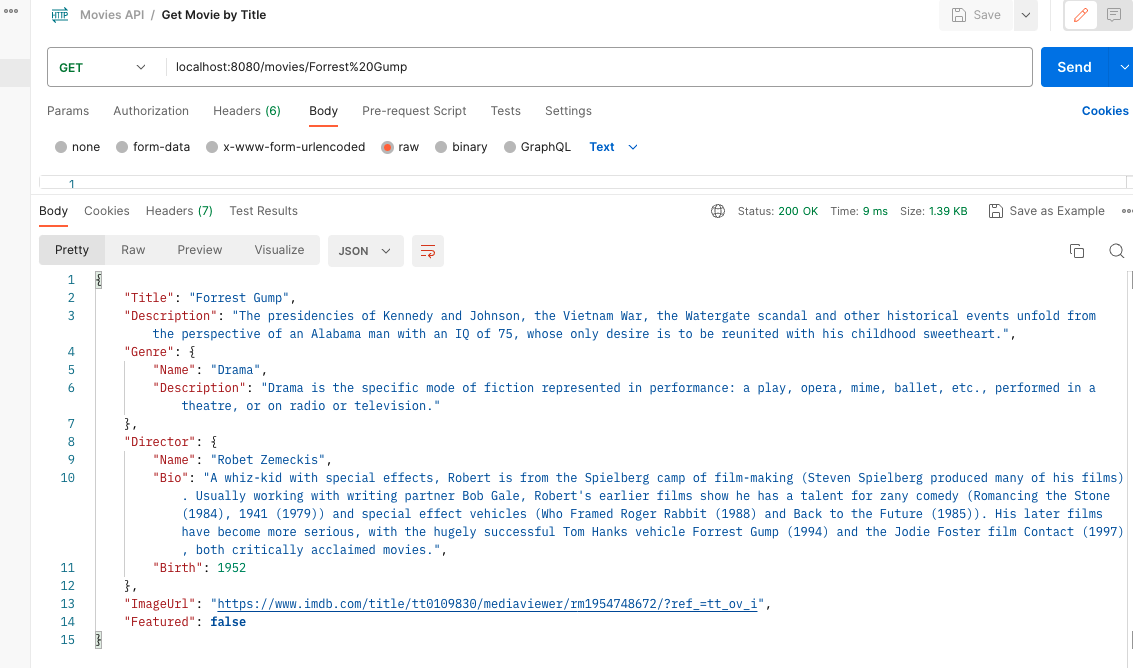 HTTP Movies API / Get Movie by Title Save
GET localhost:8080/movies/Forrest%20Gump Send
Params Authorization Headers (6) Body Pre-request Script Tests Settings Cookies
none form-data x-www-form-urlencoded raw binary GraphQL Text
1
Body Cookies Headers (7) Test Results Status: 200 OK Time: 9 ms Size: 1.39 KB Save as Example
Pretty Raw Preview Visualize JSON
1 {
2 "Title": "Forrest Gump",
3 "Description": "The presidencies of Kennedy and Johnson, the Vietnam War, the Watergate scandal and other historical events unfold from
the perspective of an Alabama man with an IQ of 75, whose only desire is to be reunited with his childhood sweetheart.",
4 "Genre": {
5 "Name": "Drama",
6 "Description": "Drama is the specific mode of fiction represented in performance: a play, opera, mime, ballet, etc., performed in a
theatre, or on radio or television."
7 },
8 "Director": {
9 "Name": "Robet Zemeckis",
10 "Bio": "A whiz-kid with special effects, Robert is from the Spielberg camp of film-making (Steven Spielberg produced many of his films)
. Usually working with writing partner Bob Gale, Robert's earlier films show he has a talent for zany comedy (Romancing the Stone
(1984), 1941 (1979)) and special effect vehicles (Who Framed Roger Rabbit (1988) and Back to the Future (1985)). His later films
have become more serious, with the hugely successful Tom Hanks vehicle Forrest Gump (1994) and the Jodie Foster film Contact (1997)
, both critically acclaimed movies.",
11 "Birth": 1952
12 },
13 "ImageUrl": "https://www.imdb.com/title/tt0109830/mediaviewer/rm1954748672/?ref_=tt_ov_i",
14 "Featured": false
15 }